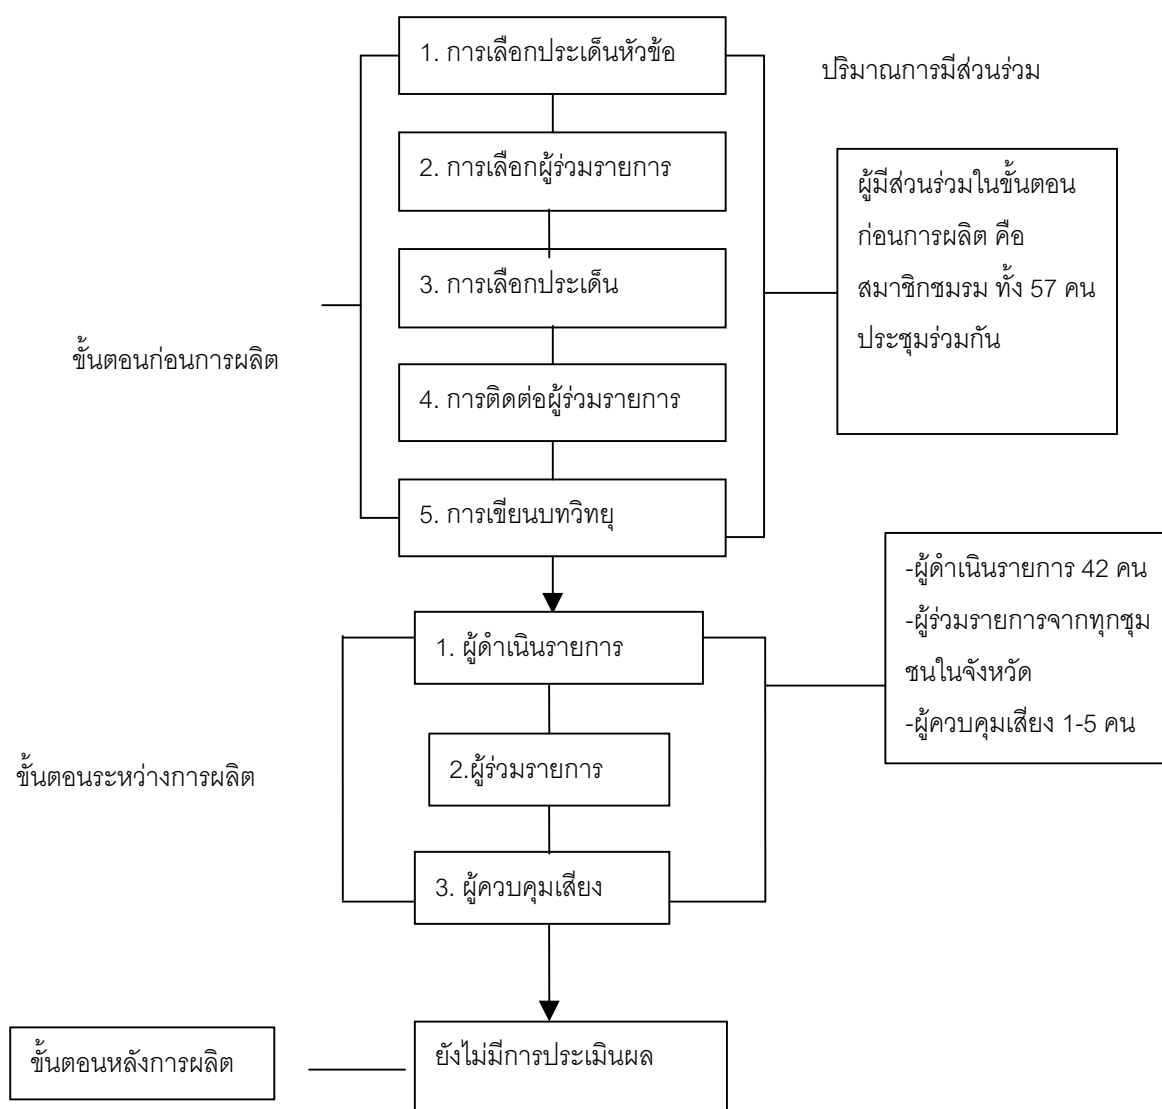 1. การเลือกประเด็นหัวข้อ
ปริมาณการมีส่วนร่วม
2. การเลือกผู้ร่วมรายการ
ผู้มีส่วนร่วมในขั้นตอน
ก่อนการผลิต คือ
สมาชิกชมรม ทั้ง 57 คน
ประชุมร่วมกัน
3. การเลือกประเด็น
ขั้นตอนก่อนการผลิต
4. การติดต่อผู้ร่วมรายการ
5. การเขียนบทวิทยุ
-ผู้ดำเนินรายการ 42 คน
-ผู้ร่วมรายการจากทุกชุม
ชนในจังหวัด
-ผู้ควบคุมเสียง 1-5 คน
1. ผู้ดำเนินรายการ
ขั้นตอนระหว่างการผลิต
2.ผู้ร่วมรายการ
3. ผู้ควบคุมเสียง
ขั้นตอนหลังการผลิต
ยังไม่มีการประเมินผล